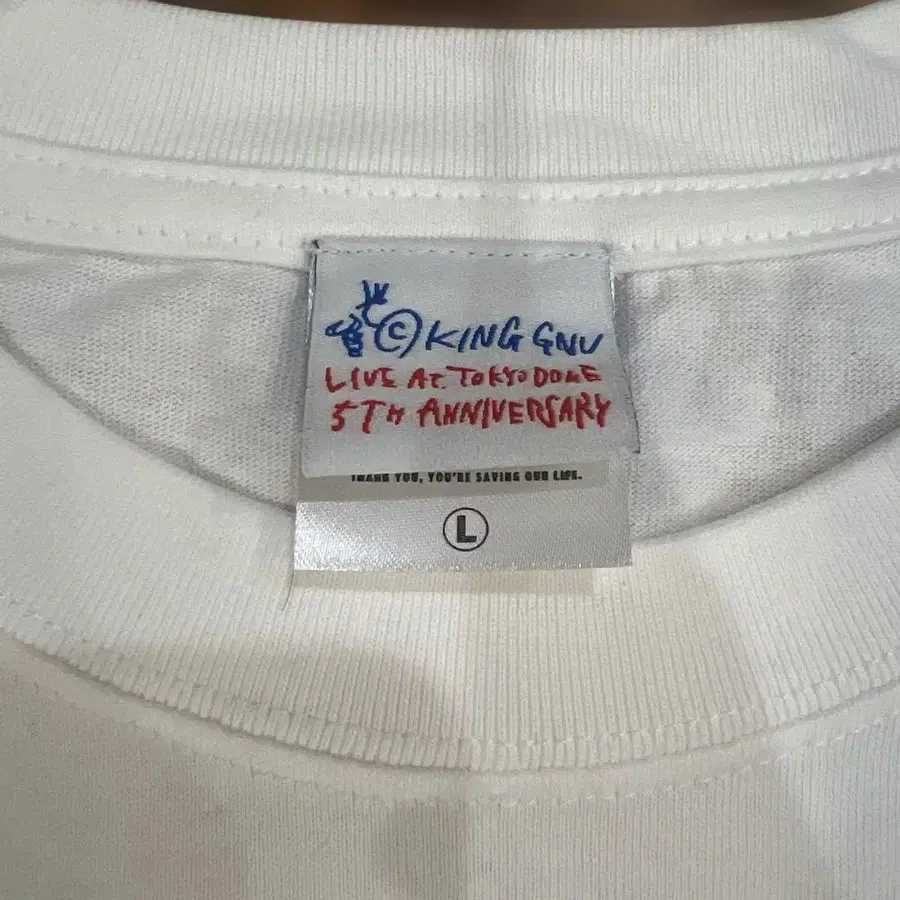 © KING GNU
LIVE AT. TOKYO DOME
5TH ANNIVERSARY
THANK YOU, YOU'RE SAVING OUR LIFE.
L